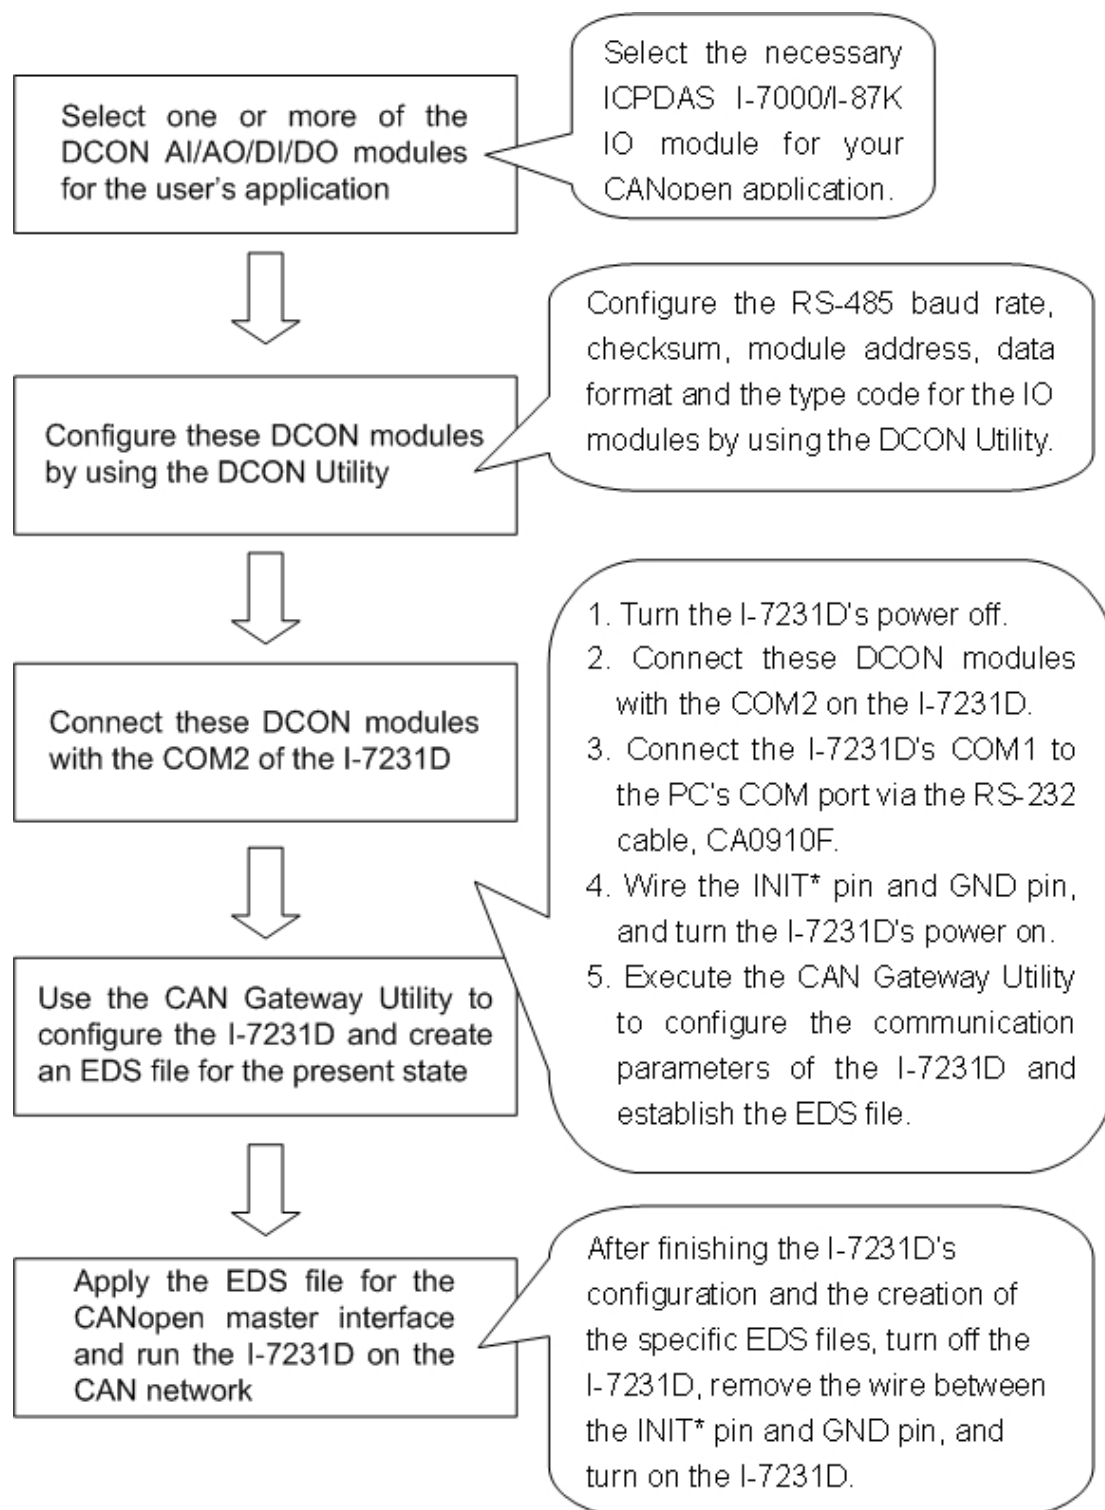 Select one or more of the
DCON AI/AO/DI/DO modules
for the user's application
Select the necessary
ICPDAS I-7000/I-87K
IO module for your
CANopen application.
Configure these DCON modules
by using the DCON Utility
Configure the RS-485 baud rate,
checksum, module address, data
format and the type code for the IO
modules by using the DCON Utility.
Connect these DCON modules
with the COM2 of the I-7231D
1. Turn the I-7231D's power off.
2. Connect these DCON modules
with the COM2 on the I-7231D.
3. Connect the I-7231D's COM1 to
the PC's COM port via the RS-232
cable, CA0910F.
4. Wire the INIT* pin and GND pin,
and turn the I-7231D's power on.
5. Execute the CAN Gateway Utility
to configure the communication
parameters of the I-7231D and
establish the EDS file.
Use the CAN Gateway Utility to
configure the I-7231D and create
an EDS file for the present state
Apply the EDS file for the
CANopen master interface
and run the I-7231D on the
CAN network
After finishing the I-7231D's
configuration and the creation of
the specific EDS files, turn off the
I-7231D, remove the wire between
the INIT* pin and GND pin, and
turn on the I-7231D.